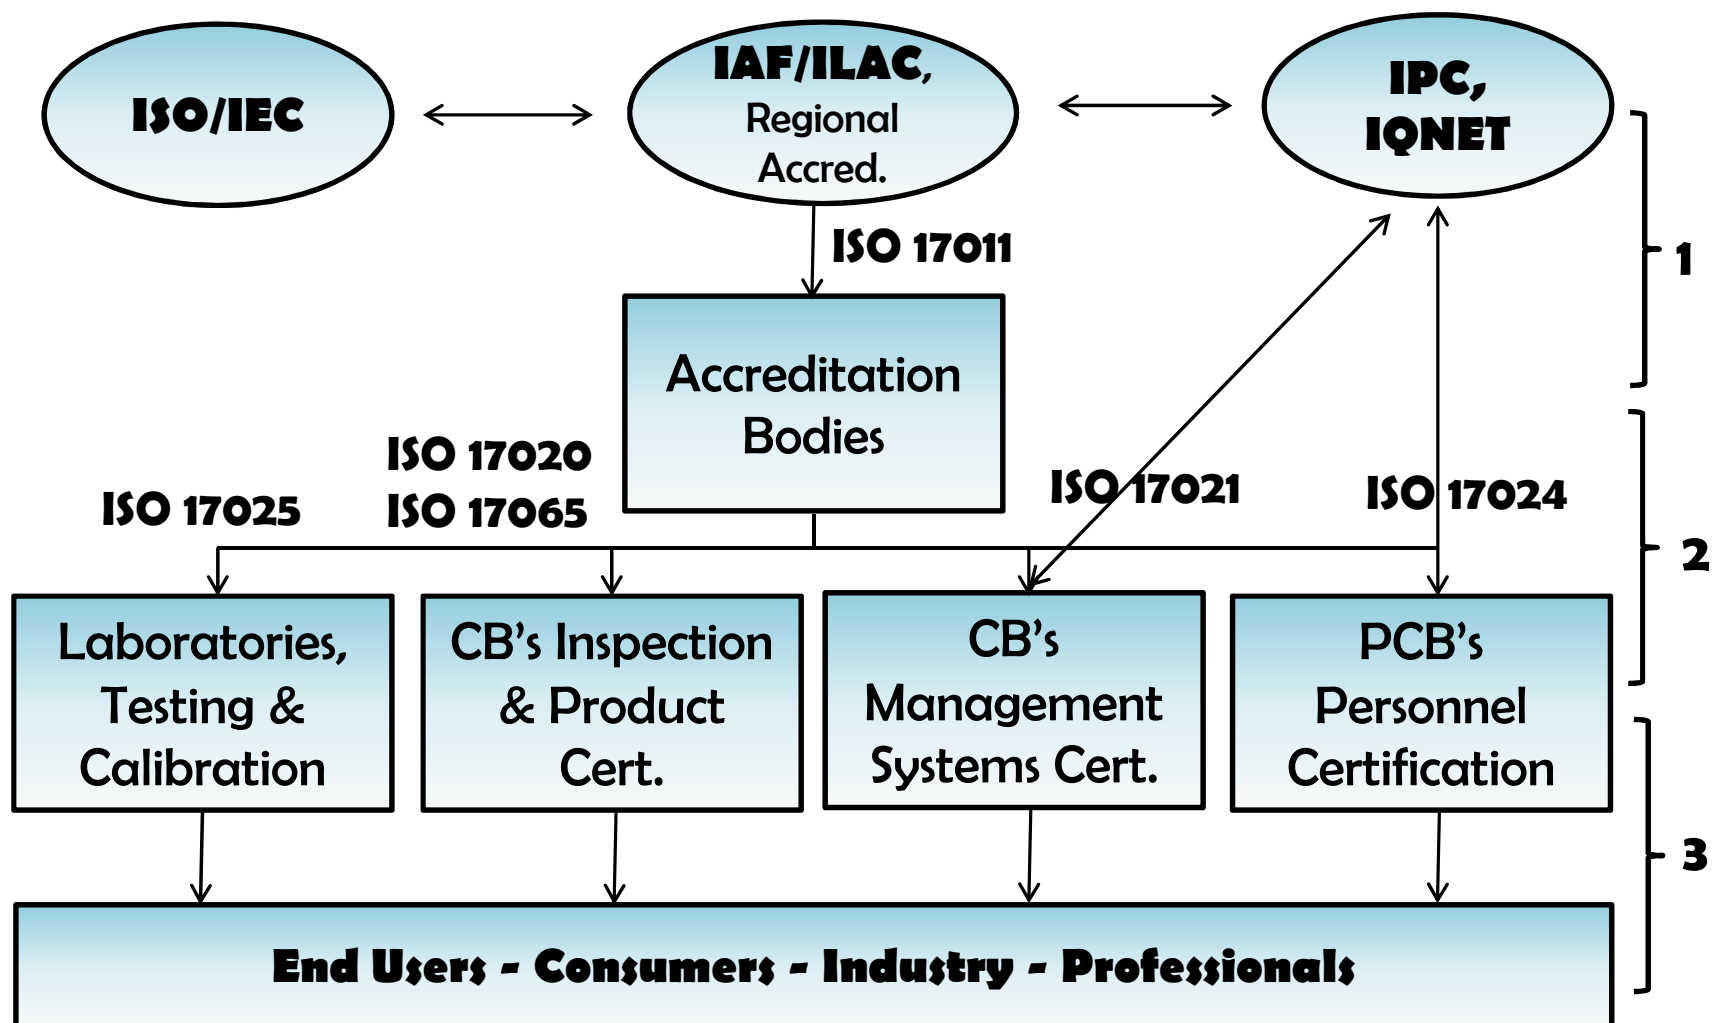 ISO/IEC
IAF/ILAC,
Regional
Accred.
IPC,
IQNET
ISO 17011
1
Accreditation
Bodies
ISO 17025
ISO 17020
ISO 17065
ISO 17021
ISO 17024
2
Laboratories,
Testing &
Calibration
CB's Inspection
& Product
Cert.
CB's
Management
Systems Cert.
PCB's
Personnel
Certification
3
End Users - Consumers - Industry - Professionals